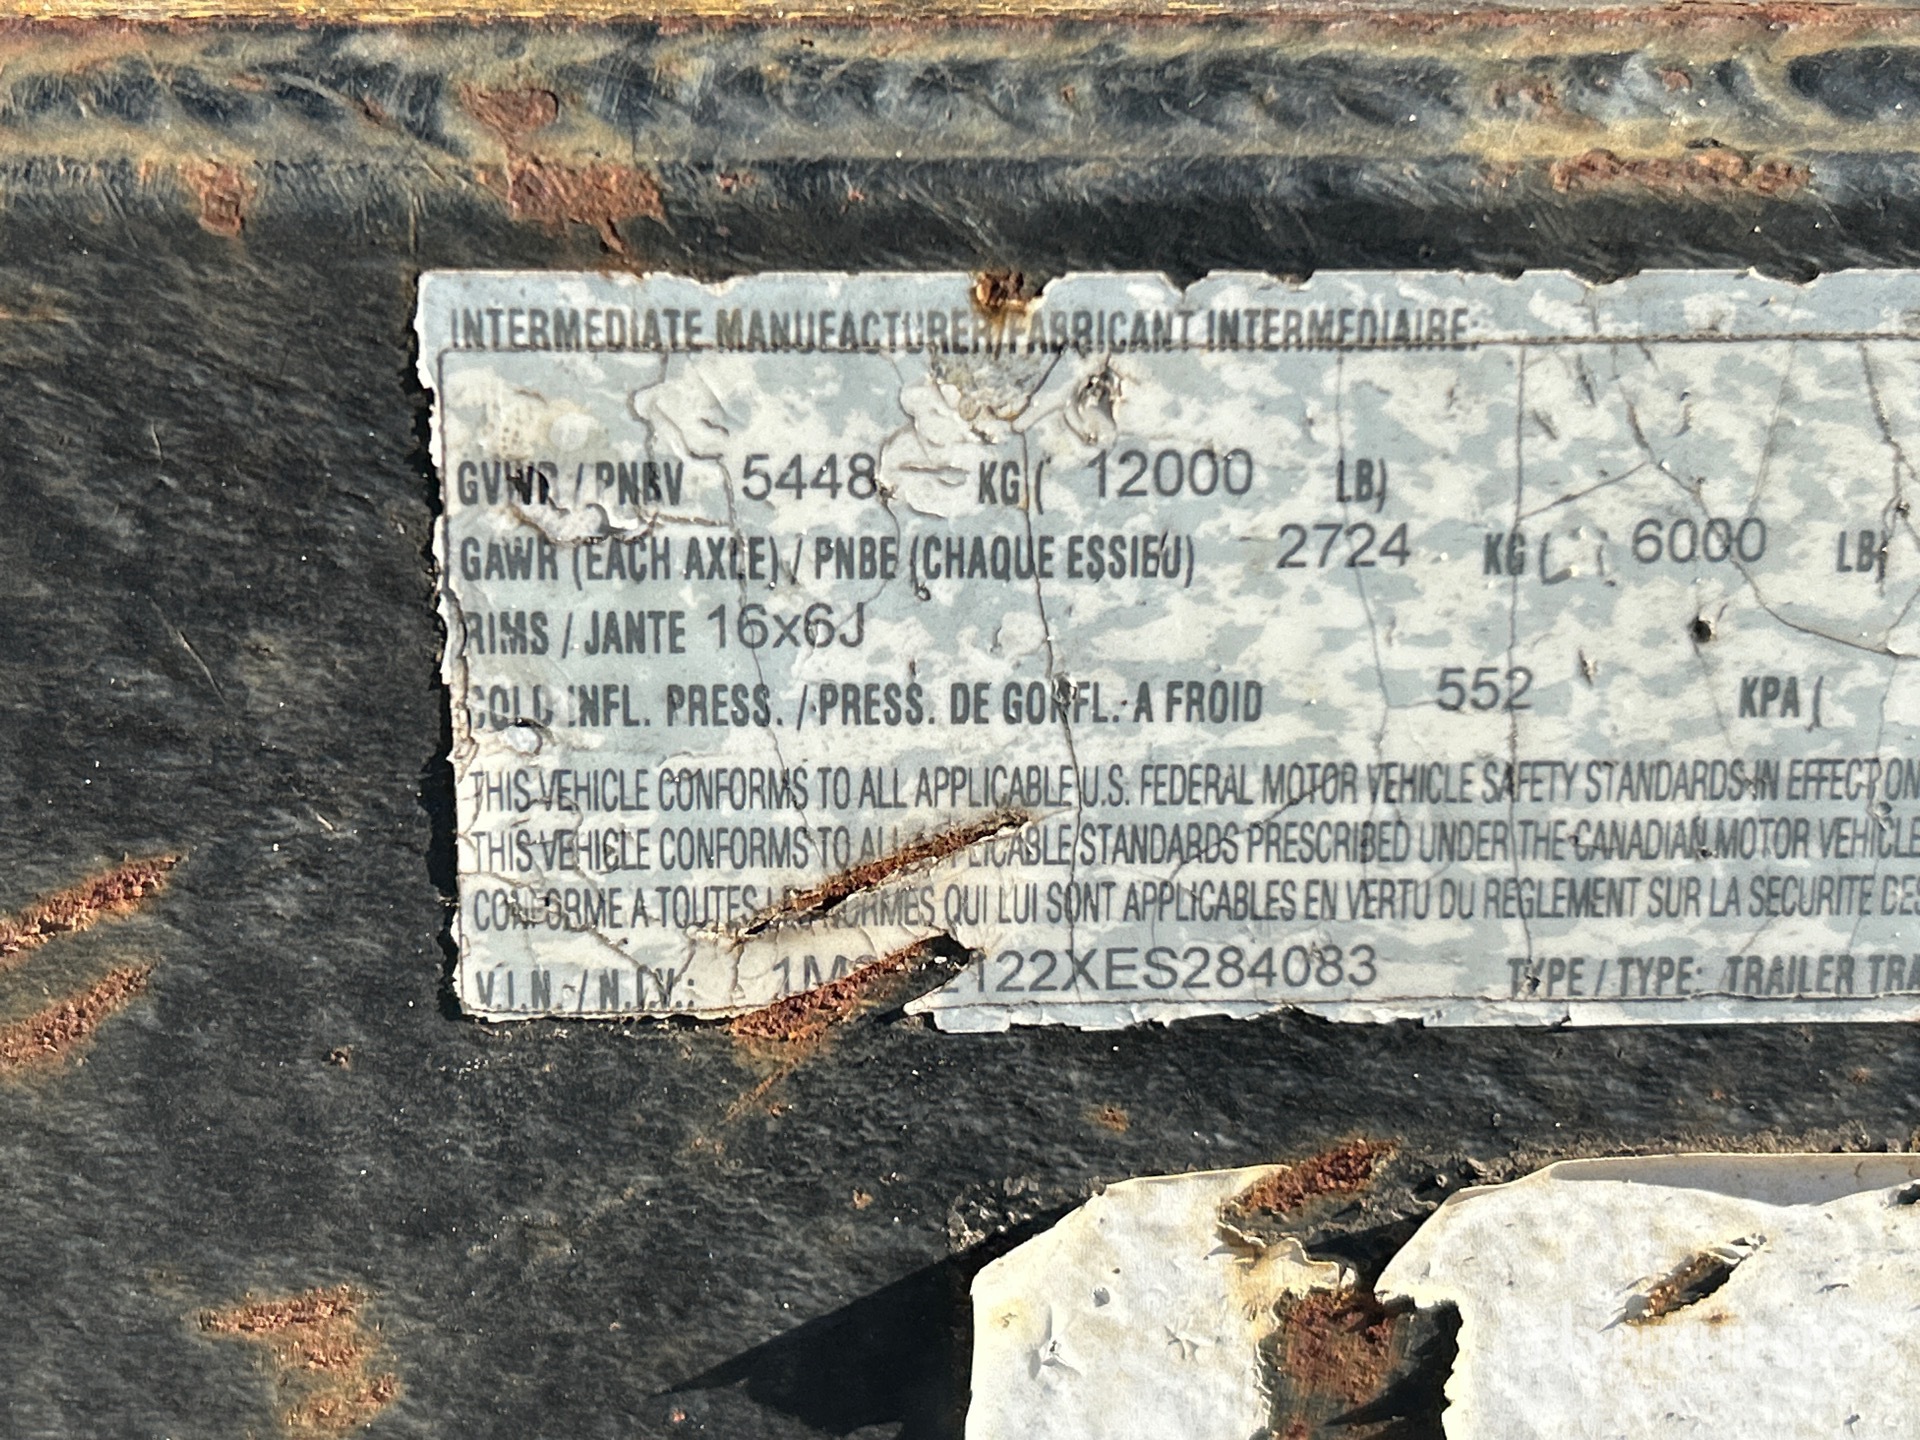 INTERMEDIATE MANUFACTURER/FABRICANT INTERMEDIAIRE:
GVWR / PNBV 5448 KG ( 12000 LB)
GAWR (EACH AXLE) / PNBE (CHAQUE ESSIEU) 2724 KG ( 6000 LB)
RIMS / JANTE 16x6J
COLD INFL. PRESS. / PRESS. DE GONFL. A FROID 552 KPA (
THIS VEHICLE CONFORMS TO ALL APPLICABLE U.S. FEDERAL MOTOR VEHICLE SAFETY STANDARDS IN EFFECT ON
THIS VEHICLE CONFORMS TO ALL APPLICABLE STANDARDS PRESCRIBED UNDER THE CANADIAN MOTOR VEHICLE
CONFORME A TOUTES LES NORMES QUI LUI SONT APPLICABLES EN VERTU DU REGLEMENT SUR LA SECURITE DES
V.I.N. / N.I.V.: 122XES284083 TYPE / TYPE: TRAILER TRA